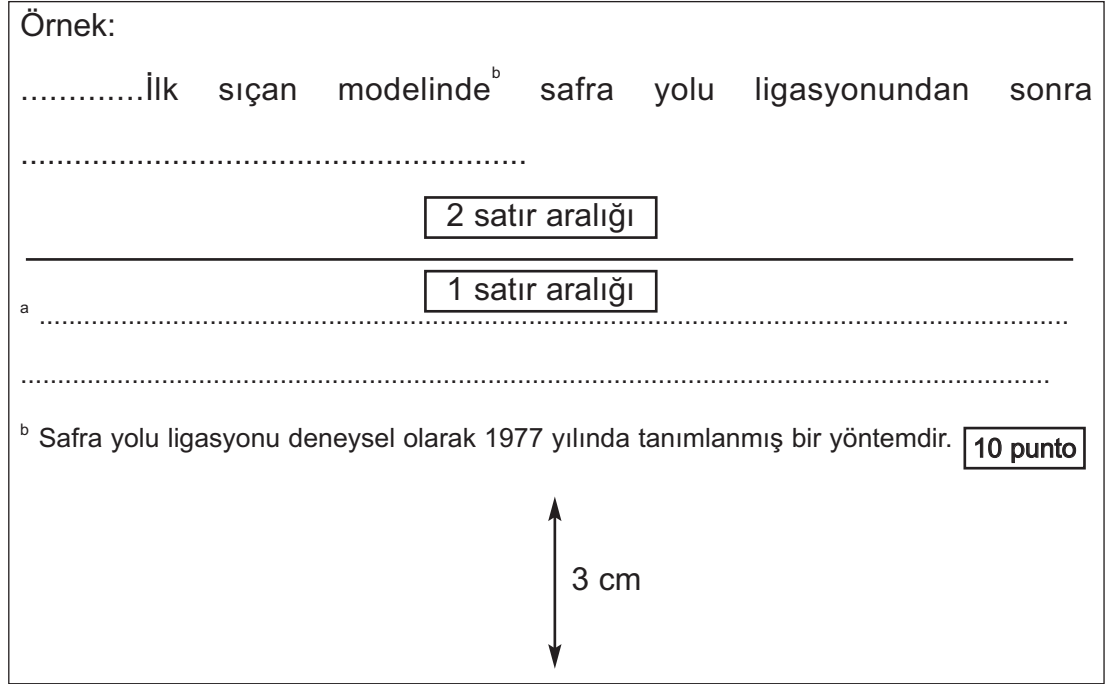 Örnek:
..............İlk sıçan modelinde b safra yolu ligasyonundan sonra
.........................................................
2 satır aralığı
1 satır aralığı
a ...........................................................................................................................................
...........................................................................................................................................
b Safra yolu ligasyonu deneysel olarak 1977 yılında tanımlanmış bir yöntemdir. 10 punto
3 cm